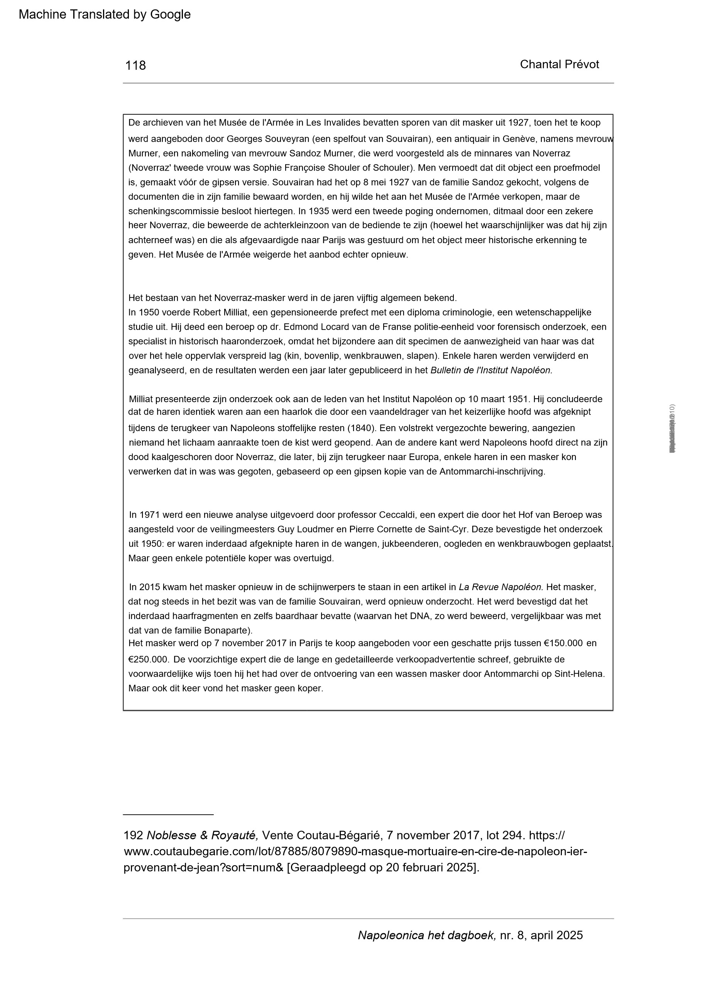 Machine Translated by Google
118
Chantal Prévot
De archieven van het Musée de l'Armée in Les Invalides bevatten sporen van dit masker uit 1927, toen het te koop
werd aangeboden door Georges Souveyran (een spelfout van Souvairan), een antiquair in Genève, namens mevrouw
Murner, een nakomeling van mevrouw Sandoz Murner, die werd voorgesteld als de minnares van Noverraz
(Noverraz' tweede vrouw was Sophie Françoise Shouler of Schouler). Men vermoedt dat dit object een proefmodel
is, gemaakt vóór de gipsen versie. Souvairan had het op 8 mei 1927 van de familie Sandoz gekocht, volgens de
documenten die in zijn familie bewaard worden, en hij wilde het aan het Musée de l'Armée verkopen, maar de
schenkingscommissie besloot hiertegen. In 1935 werd een tweede poging ondernomen, ditmaal door een zekere
heer Noverraz, die beweerde de achterkleinzoon van de bediende te zijn (hoewel het waarschijnlijker was dat hij zijn
achterneef was) en die als afgevaardigde naar Parijs was gestuurd om het object meer historische erkenning te
geven. Het Musée de l'Armée weigerde het aanbod echter opnieuw.
Het bestaan van het Noverraz-masker werd in de jaren vijftig algemeen bekend.
In 1950 voerde Robert Milliat, een gepensioneerde prefect met een diploma criminologie, een wetenschappelijke
studie uit. Hij deed een beroep op dr. Edmond Locard van de Franse politie-eenheid voor forensisch onderzoek, een
specialist in historisch haaronderzoek, omdat het bijzondere aan dit specimen de aanwezigheid van haar was dat
over het hele oppervlak verspreid lag (kin, bovenlip, wenkbrauwen, slapen). Enkele haren werden verwijderd en
geanalyseerd, en de resultaten werden een jaar later gepubliceerd in het Bulletin de l'Institut Napoléon.
Milliat presenteerde zijn onderzoek ook aan de leden van het Institut Napoléon op 10 maart 1951. Hij concludeerde
dat de haren identiek waren aan een haarlok die door een vaandeldrager van het keizerlijke hoofd was afgeknipt
tijdens de terugkeer van Napoleons stoffelijke resten (1840). Een volstrekt vergezochte bewering, aangezien
niemand het lichaam aanraakte toen de kist werd geopend. Aan de andere kant werd Napoleons hoofd direct na zijn
dood kaalgeschoren door Noverraz, die later, bij zijn terugkeer naar Europa, enkele haren in een masker kon
verwerken dat in was was gegoten, gebaseerd op een gipsen kopie van de Antommarchi-inschrijving.
In 1971 werd een nieuwe analyse uitgevoerd door professor Ceccaldi, een expert die door het Hof van Beroep was
aangesteld voor de veilingmeesters Guy Loudmer en Pierre Cornette de Saint-Cyr. Deze bevestigde het onderzoek
uit 1950: er waren inderdaad afgeknipte haren in de wangen, jukbeenderen, oogleden en wenkbrauwbogen geplaatst.
Maar geen enkele potentiële koper was overtuigd.
In 2015 kwam het masker opnieuw in de schijnwerpers te staan in een artikel in La Revue Napoléon. Het masker,
dat nog steeds in het bezit was van de familie Souvairan, werd opnieuw onderzocht. Het werd bevestigd dat het
inderdaad haarfragmenten en zelfs baardhaar bevatte (waarvan het DNA, zo werd beweerd, vergelijkbaar was met
dat van de familie Bonaparte).
Het masker werd op 7 november 2017 in Parijs te koop aangeboden voor een geschatte prijs tussen €150.000 en
€250.000. De voorzichtige expert die de lange en gedetailleerde verkoopadvertentie schreef, gebruikte de
voorwaardelijke wijs toen hij het had over de ontvoering van een wassen masker door Antommarchi op Sint-Helena.
Maar ook dit keer vond het masker geen koper.
192 Noblesse & Royauté, Vente Coutau-Bégarié, 7 november 2017, lot 294. https://
www.coutaubegarie.com/lot/87885/8079890-masque-mortuaire-en-cire-de-napoleon-ier-
provenant-de-jean?sort=num& [Geraadpleegd op 20 februari 2025].
Napoleonica het dagboek, nr. 8, april 2025